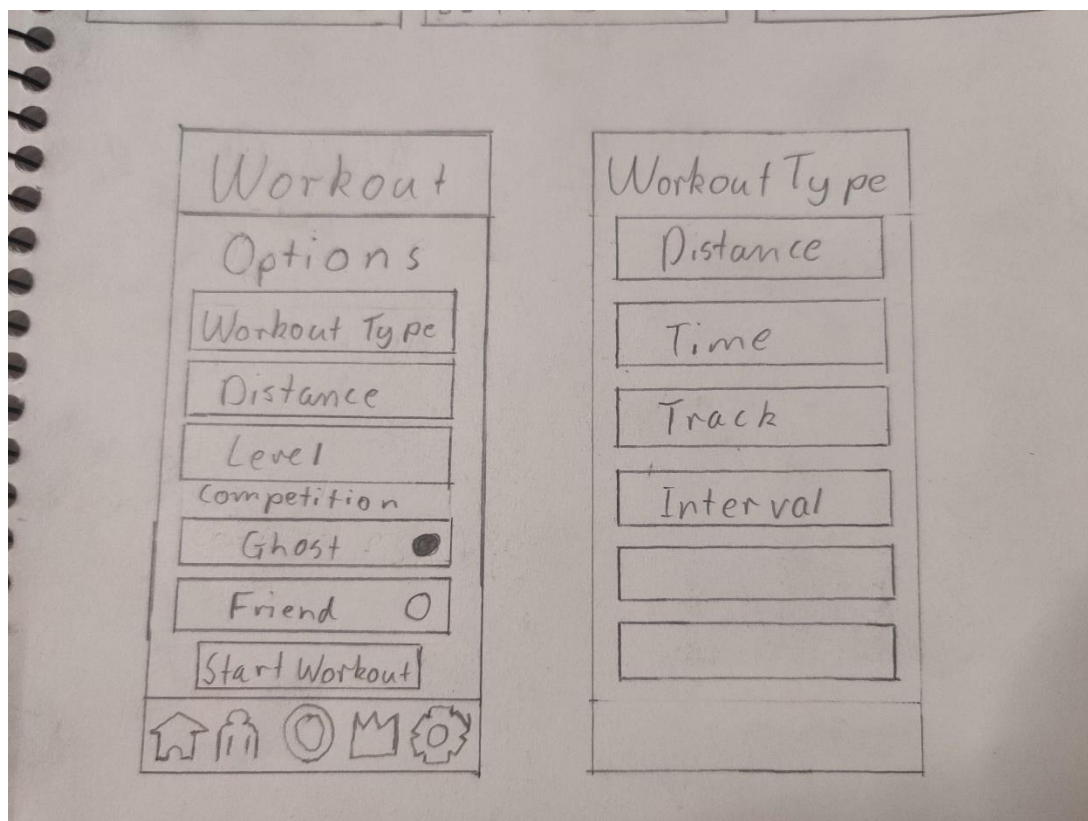 Workout
Options
Workout Type
Distance
Level
Competition
Ghost
Friend
Start Workout
Workout Type
Distance
Time
Track
Interval